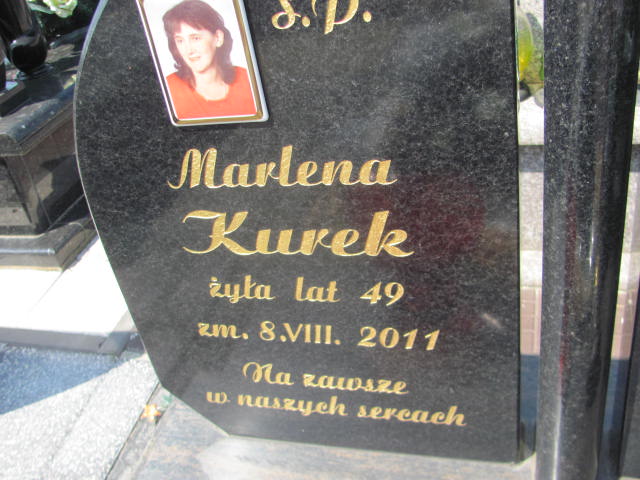 Ś.P.
Marlena
Kurek
żyła lat 49
zm. 8.VIII. 2011
Na zawsze
w naszych sercach